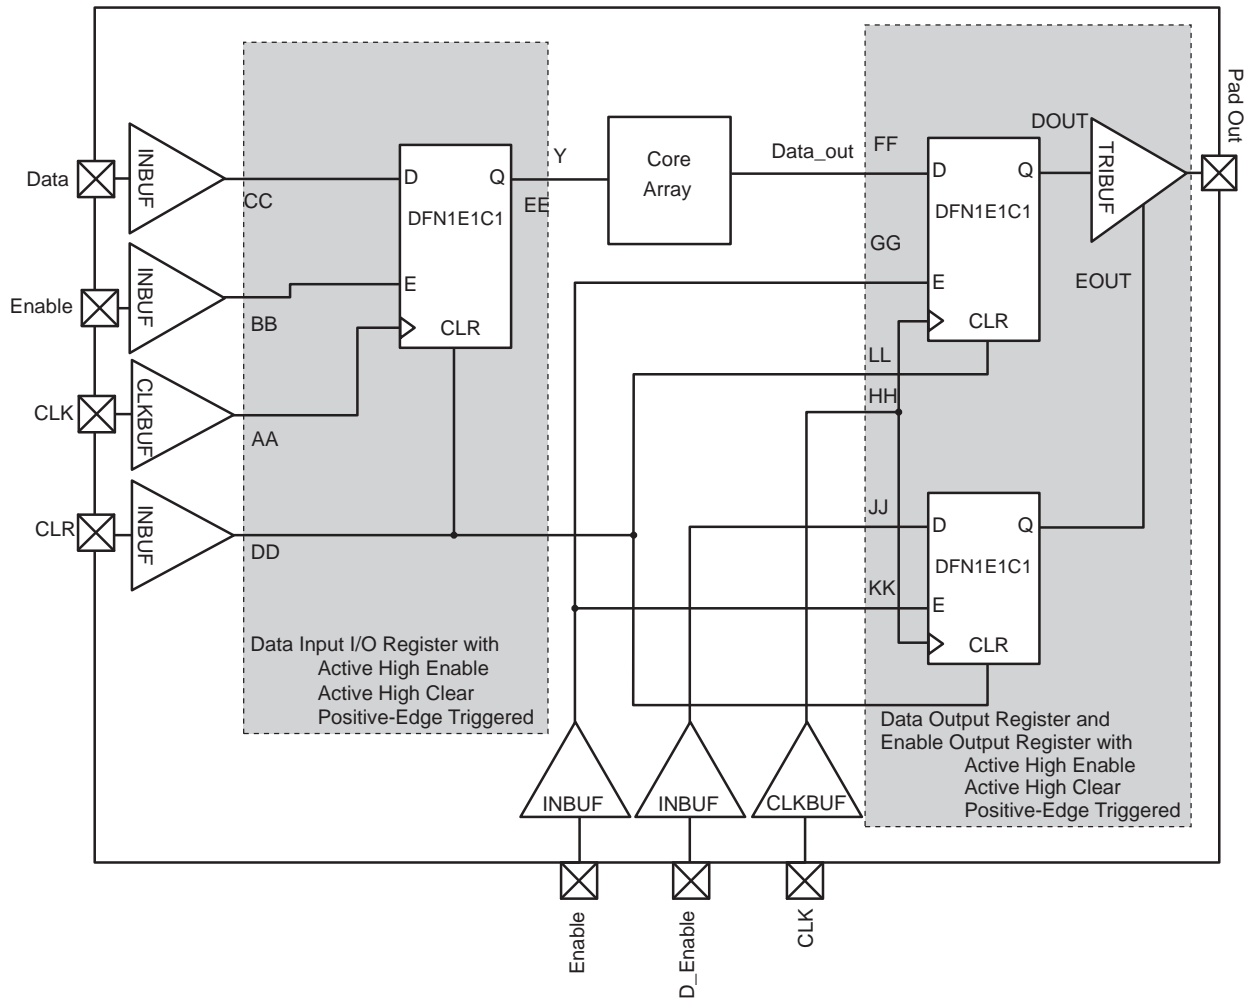 Pad Out
DOUT
FF
Data_out
Y
INBUF
TRIBUF
Core
Array
D
Q
D
Q
Data
CC
EE
DFN1E1C1
DFN1E1C1
GG
INBUF
E
E
EOUT
Enable
BB
CLR
CLR
LL
CLKBUF
HH
CLK
AA
INBUF
JJ
CLR
DD
D
Q
DFN1E1C1
KK
E
CLR
Data Input I/O Register with
Active High Enable
Active High Clear
Positive-Edge Triggered
Data Output Register and
Enable Output Register with
Active High Enable
Active High Clear
Positive-Edge Triggered
INBUF
INBUF
CLKBUF
Enable
D_Enable
CLK